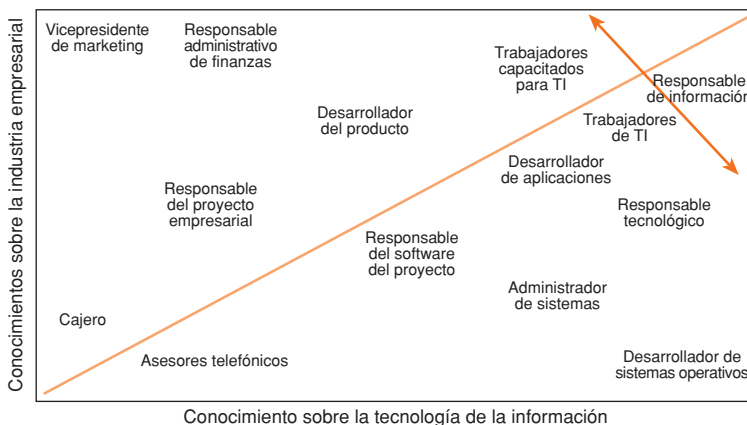 Conocimientos sobre la industria empresarial
Vicepresidente
de marketing
Responsable
administrativo
de finanzas
Trabajadores
capacitados
para TI
Responsable
de información
Desarrollador
del producto
Trabajadores
de TI
Desarrollador
de aplicaciones
Responsable
del proyecto
empresarial
Responsable
tecnológico
Responsable
del software
del proyecto
Administrador
de sistemas
Cajero
Asesores telefónicos
Desarrollador de
sistemas operativos
Conocimiento sobre la tecnología de la información